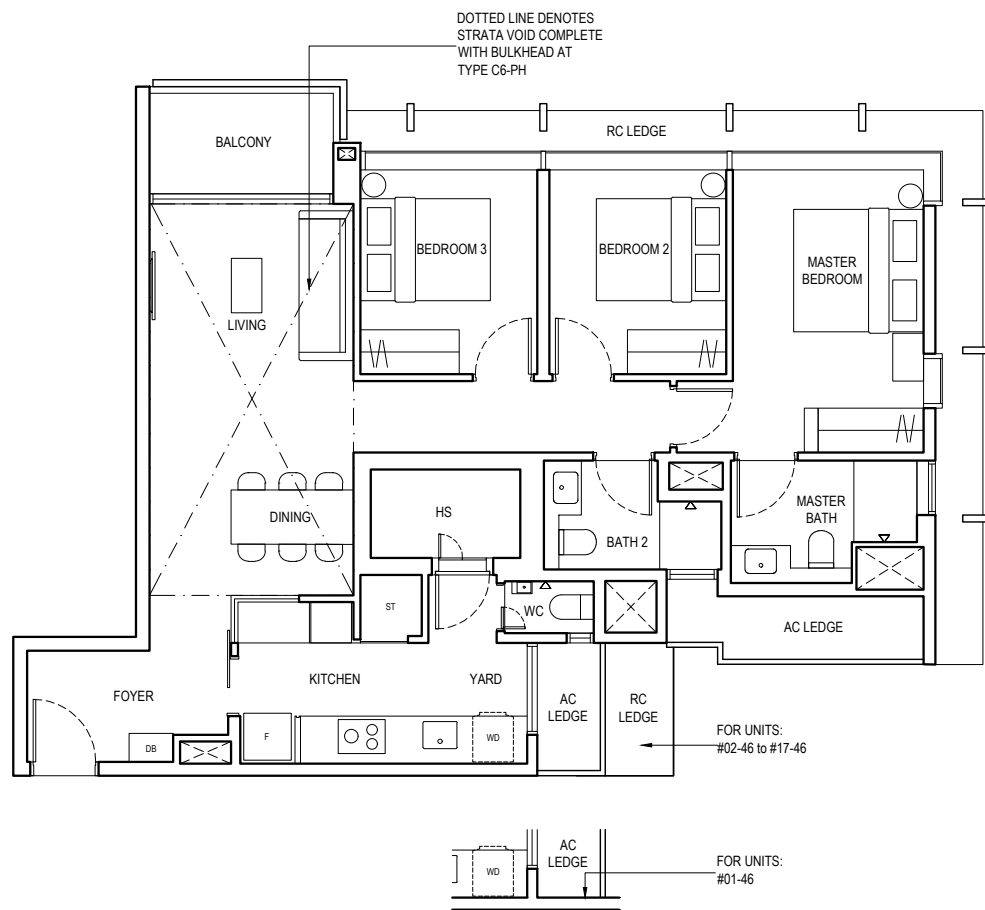 DOTTED LINE DENOTES
STRATA VOID COMPLETE
WITH BULKHEAD AT
TYPE C6-PH
BALCONY
RC LEDGE
BEDROOM 3
BEDROOM 2
MASTER
BEDROOM
LIVING
DINING
HS
BATH 2
MASTER
BATH
ST
WC
AC LEDGE
FOYER
KITCHEN
YARD
AC
LEDGE
RC
LEDGE
DB
F
WD
FOR UNITS:
#02-46 to #17-46
AC
LEDGE
WD
FOR UNITS:
#01-46